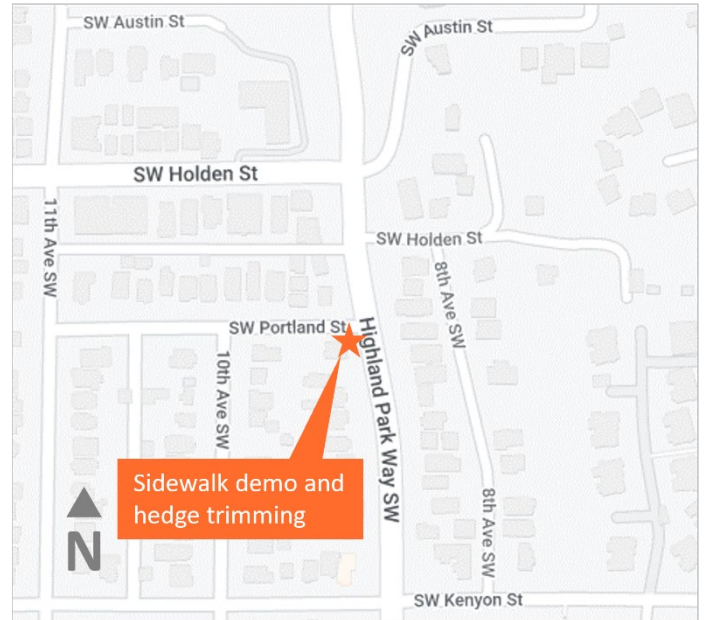 SW Austin St
SW Austin St
SW Holden St
11th Ave SW
SW Holden St
8th Ave SW
SW Portland St
Highland Park Way SW
10th Ave SW
Sidewalk demo and
hedge trimming
N
8th Ave SW
SW Kenyon St